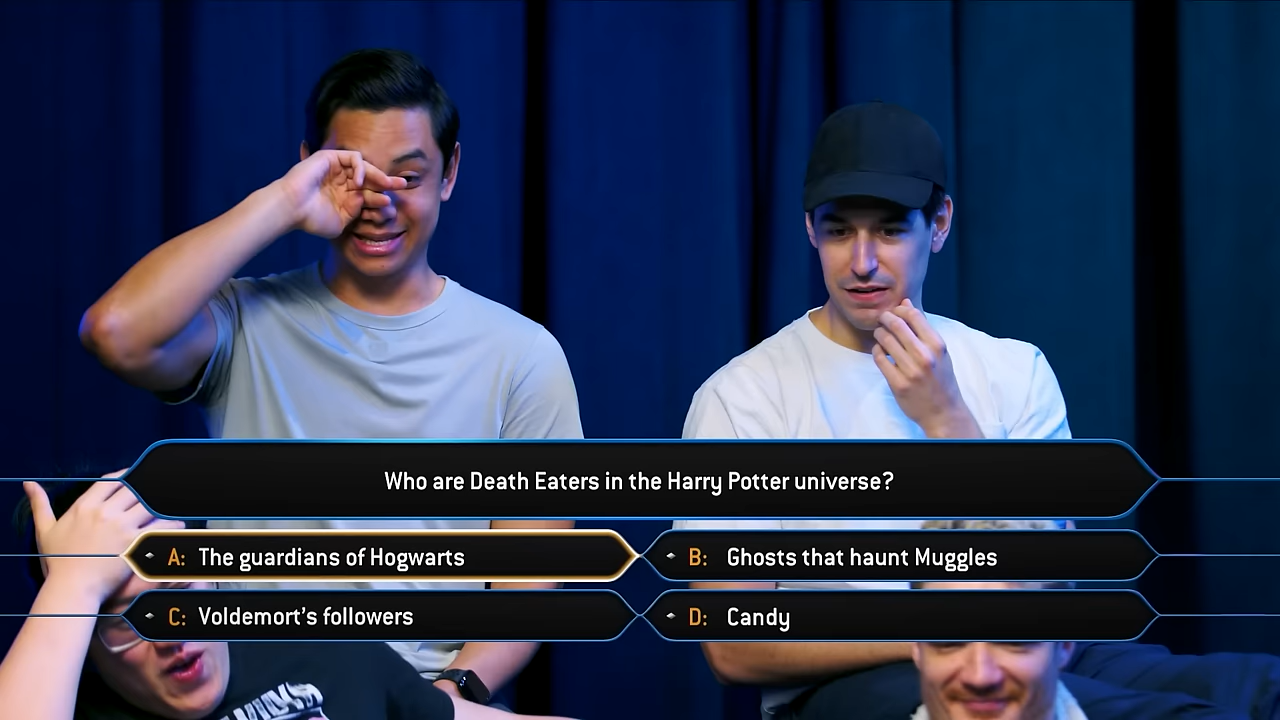 Who are Death Eaters in the Harry Potter universe?
A: The guardians of Hogwarts
B: Ghosts that haunt Muggles
C: Voldemort's followers
D: Candy